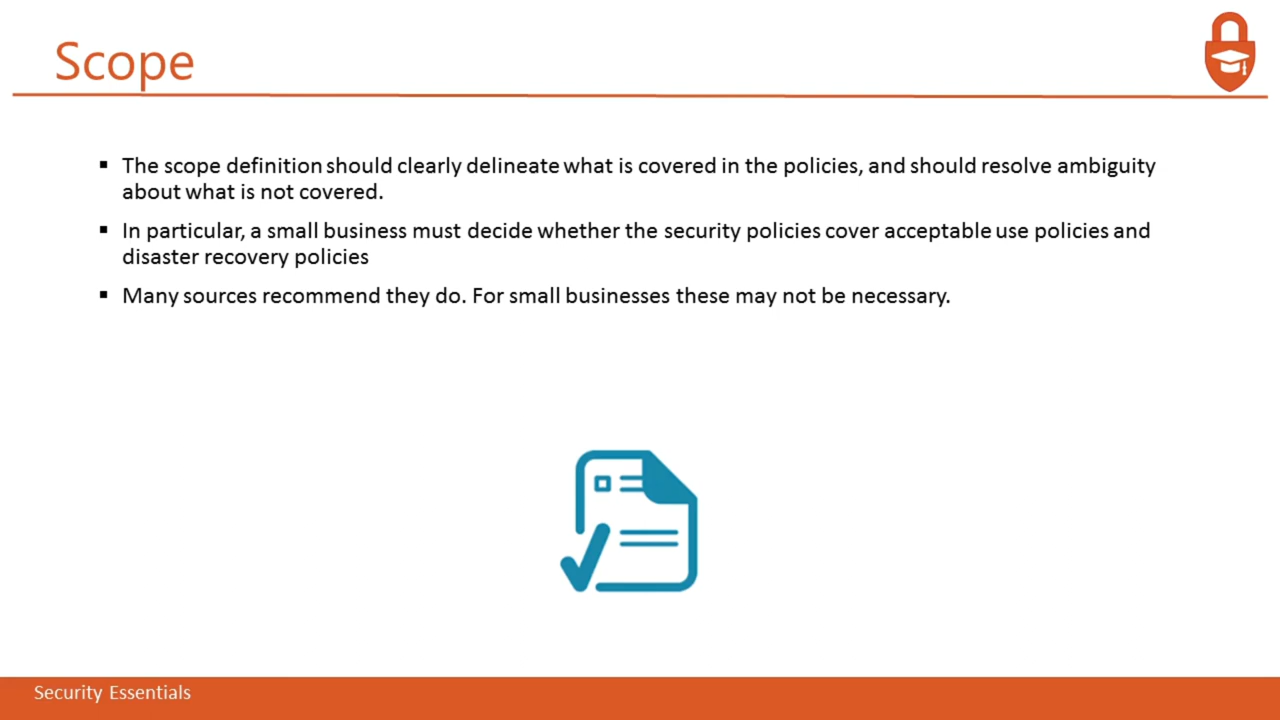 Scope
▪ The scope definition should clearly delineate what is covered in the policies, and should resolve ambiguity
about what is not covered.
▪ In particular, a small business must decide whether the security policies cover acceptable use policies and
disaster recovery policies
▪ Many sources recommend they do. For small businesses these may not be necessary.
Security Essentials